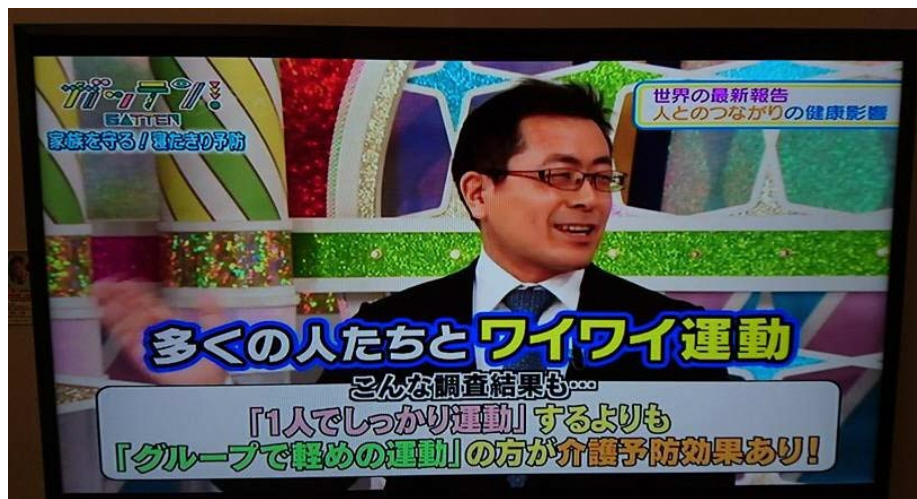 ガッテン!
GATTEN
家族を守る!寝たきり予防
世界の最新報告
人とのつながりの健康影響
多くの人たちとワイワイ運動
こんな調査結果も…
「1人でしっかり運動」するよりも
「グループで軽めの運動」の方が介護予防効果あり!